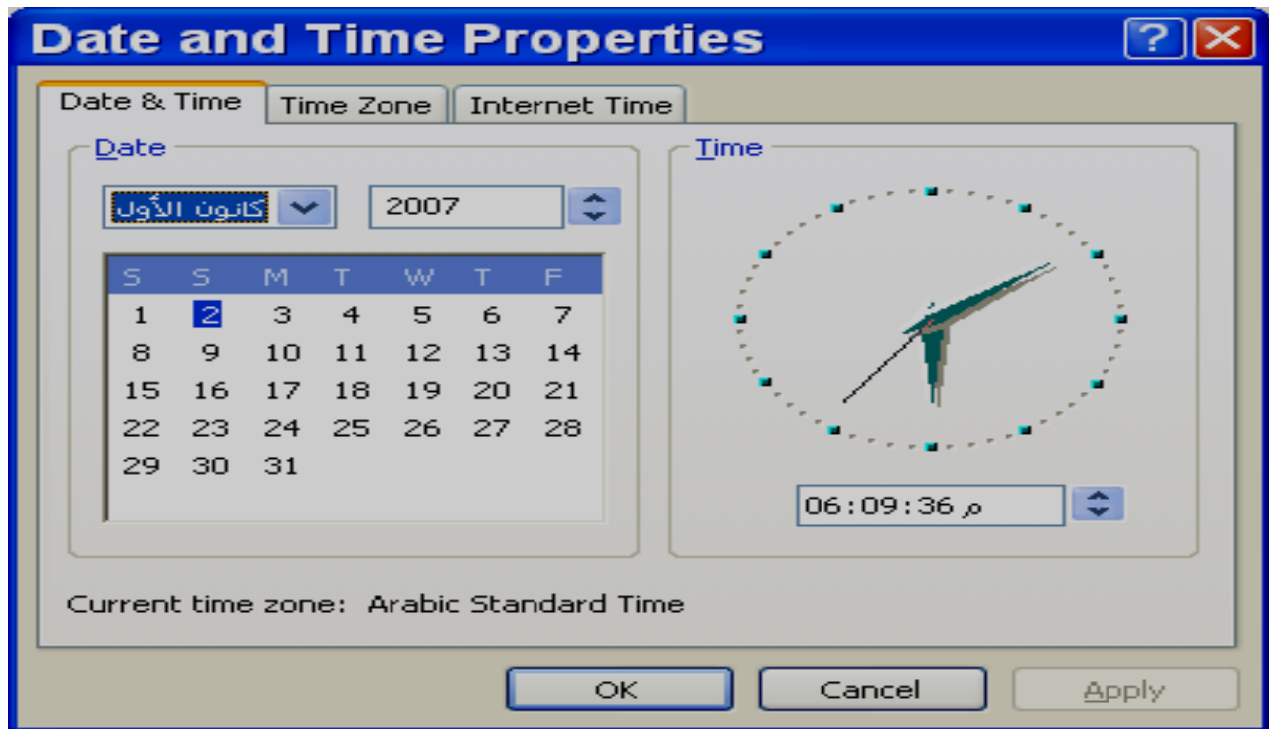 Date and Time Properties
Date & Time Time Zone Internet Time
Date
كانون الأول 2007
S S M T W T F
1 2 3 4 5 6 7
8 9 10 11 12 13 14
15 16 17 18 19 20 21
22 23 24 25 26 27 28
29 30 31
Time
06:09:36 م
Current time zone: Arabic Standard Time
OK Cancel Apply